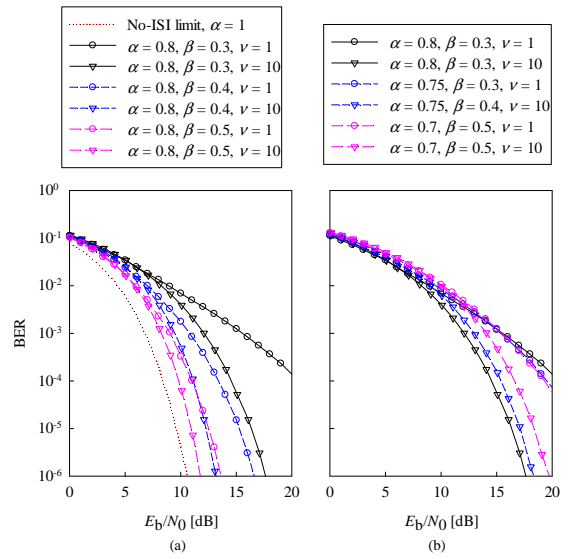 No-ISI limit, α = 1
α = 0.8, β = 0.3, ν = 1
α = 0.8, β = 0.3, ν = 10
α = 0.8, β = 0.4, ν = 1
α = 0.8, β = 0.4, ν = 10
α = 0.8, β = 0.5, ν = 1
α = 0.8, β = 0.5, ν = 10
α = 0.8, β = 0.3, ν = 1
α = 0.8, β = 0.3, ν = 10
α = 0.75, β = 0.3, ν = 1
α = 0.75, β = 0.4, ν = 10
α = 0.7, β = 0.5, ν = 1
α = 0.7, β = 0.5, ν = 10
BER
10⁰
10⁻¹
10⁻²
10⁻³
10⁻⁴
10⁻⁵
10⁻⁶
0 5 10 15 20
0 5 10 15 20
E_b/N_0 [dB]
E_b/N_0 [dB]
(a)
(b)